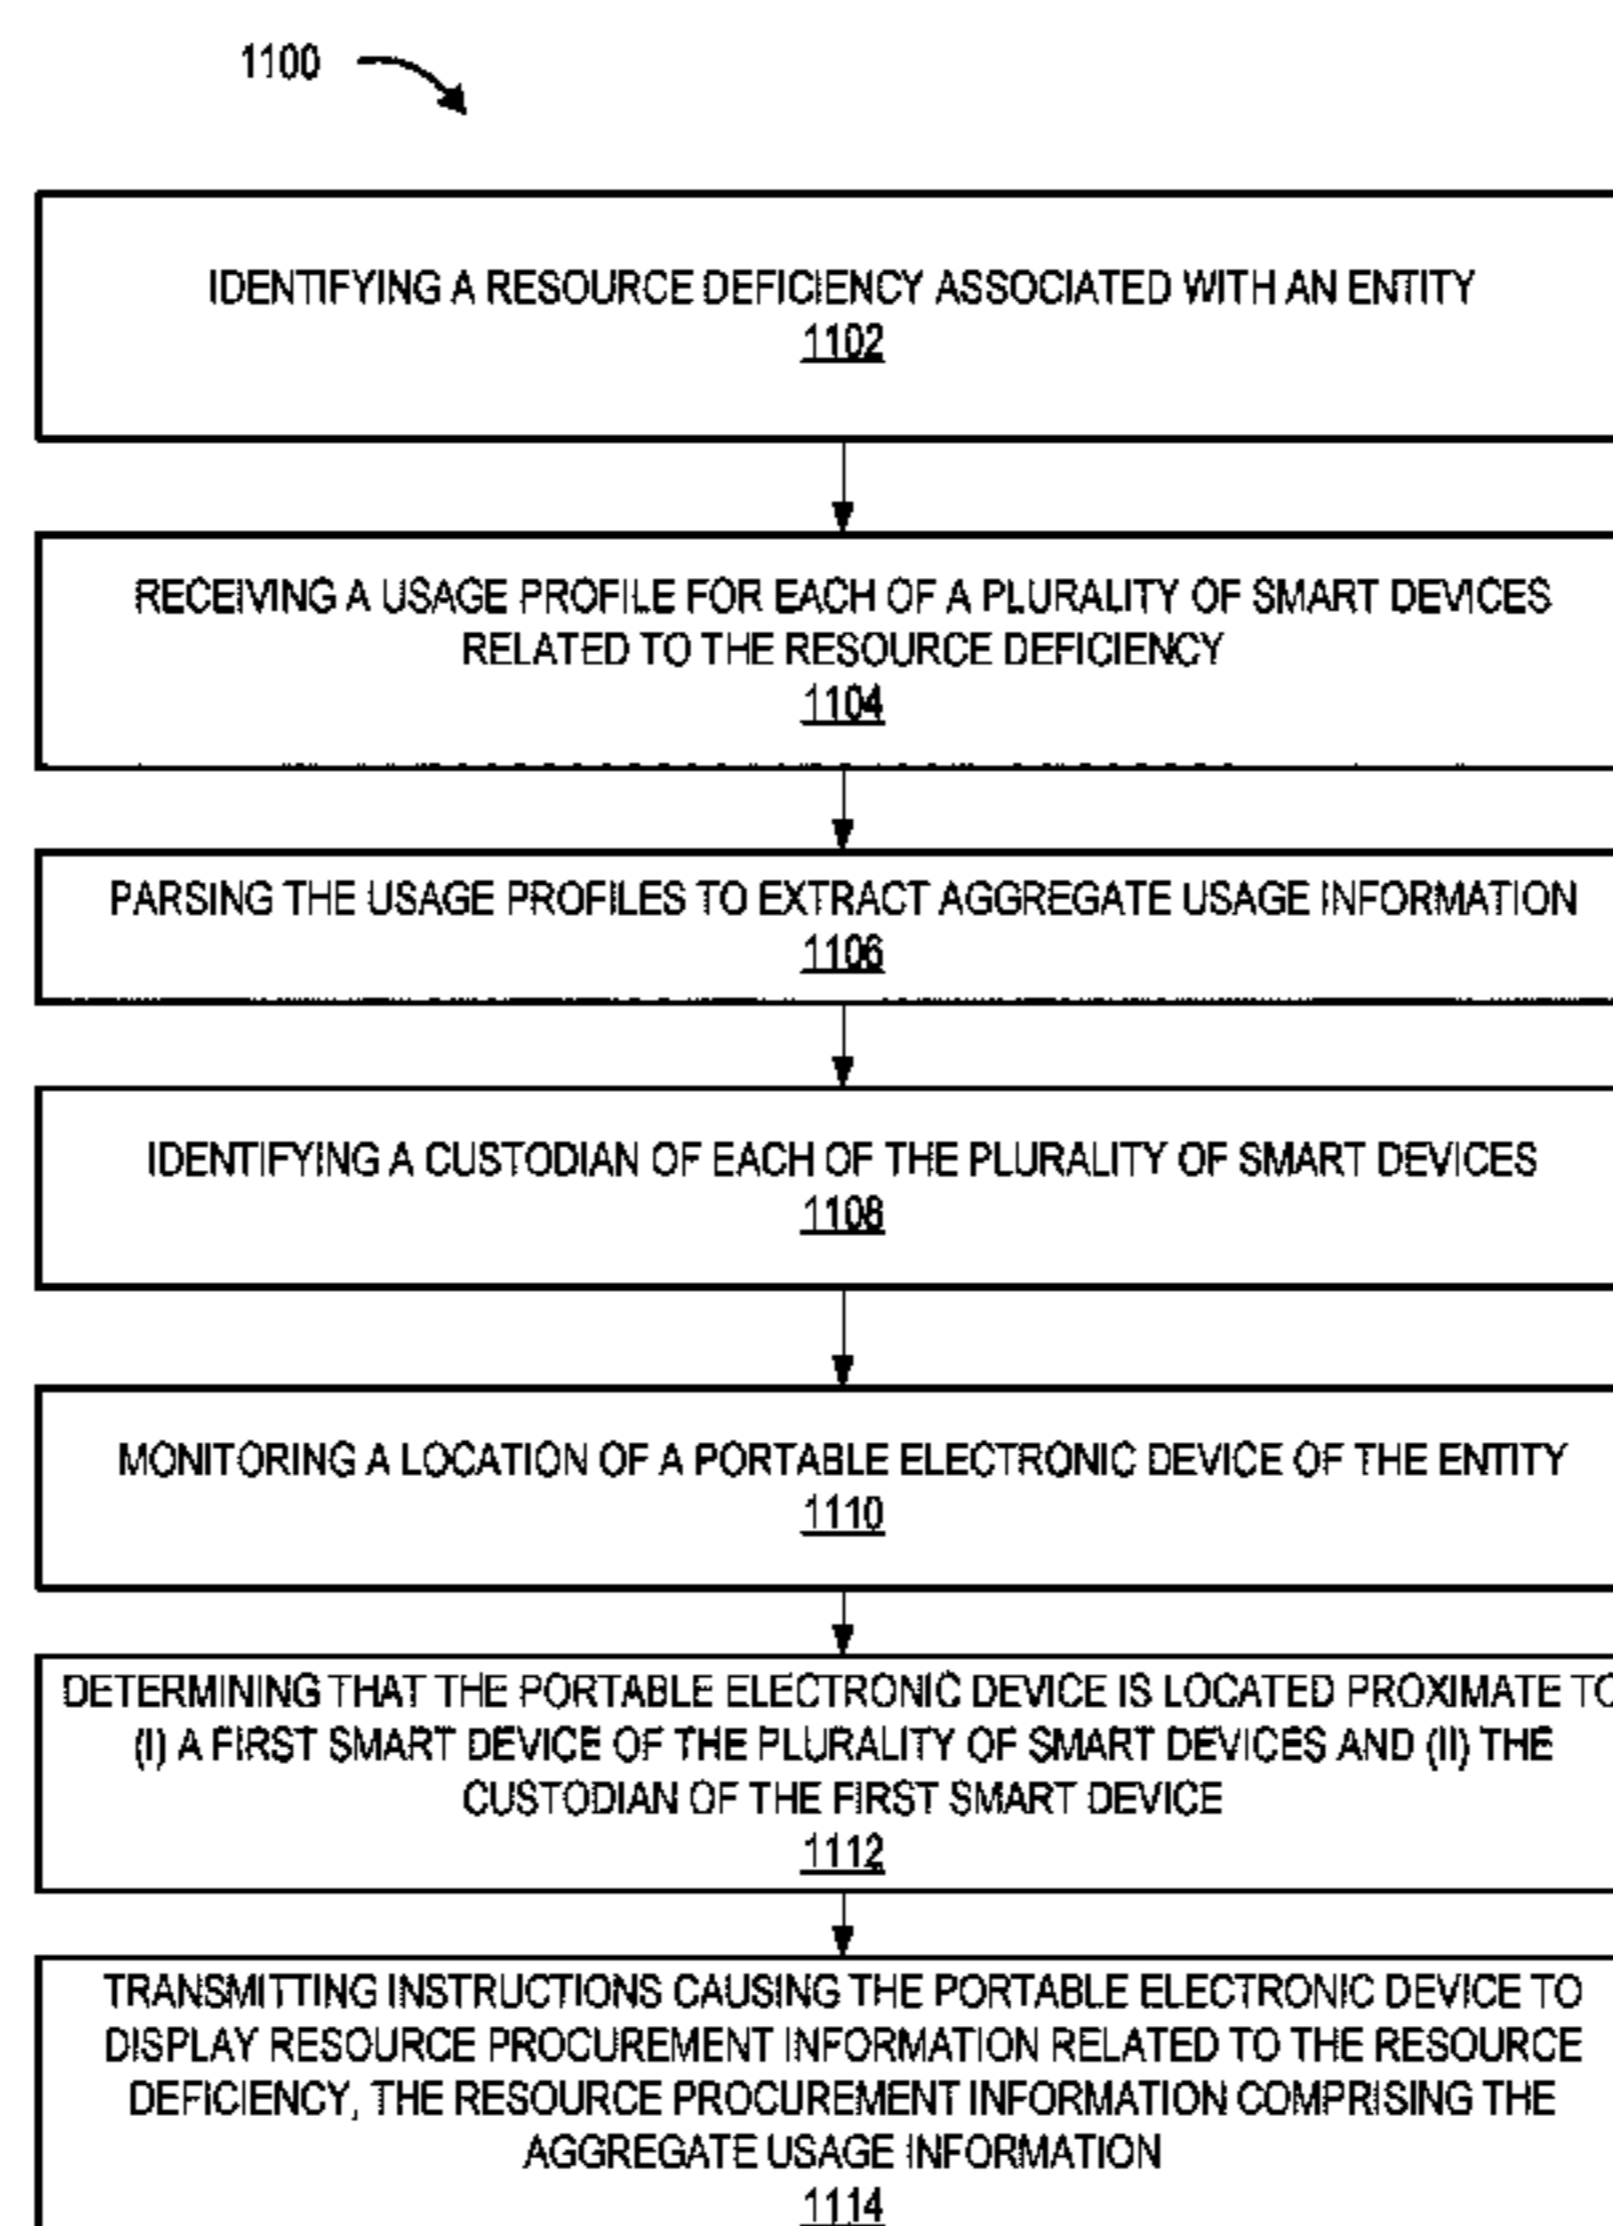 1100
IDENTIFYING A RESOURCE DEFICIENCY ASSOCIATED WITH AN ENTITY
1102
RECEIVING A USAGE PROFILE FOR EACH OF A PLURALITY OF SMART DEVICES
RELATED TO THE RESOURCE DEFICIENCY
1104
PARSING THE USAGE PROFILES TO EXTRACT AGGREGATE USAGE INFORMATION
1106
IDENTIFYING A CUSTODIAN OF EACH OF THE PLURALITY OF SMART DEVICES
1108
MONITORING A LOCATION OF A PORTABLE ELECTRONIC DEVICE OF THE ENTITY
1110
DETERMINING THAT THE PORTABLE ELECTRONIC DEVICE IS LOCATED PROXIMATE TO
(I) A FIRST SMART DEVICE OF THE PLURALITY OF SMART DEVICES AND (II) THE
CUSTODIAN OF THE FIRST SMART DEVICE
1112
TRANSMITTING INSTRUCTIONS CAUSING THE PORTABLE ELECTRONIC DEVICE TO
DISPLAY RESOURCE PROCUREMENT INFORMATION RELATED TO THE RESOURCE
DEFICIENCY, THE RESOURCE PROCUREMENT INFORMATION COMPRISING THE
AGGREGATE USAGE INFORMATION
1114